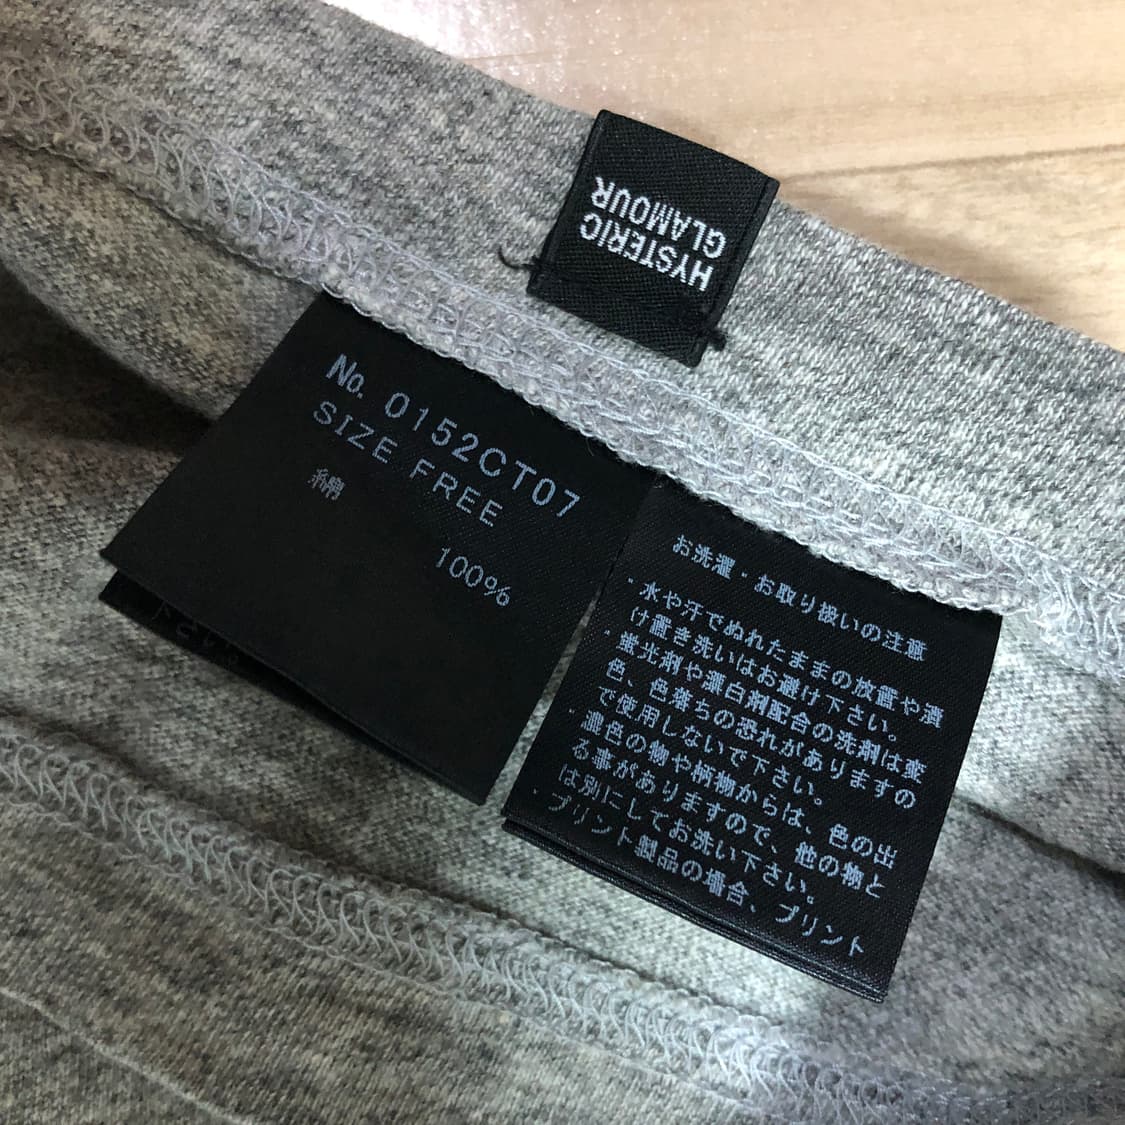 HYSTERIC
GLAMOUR
No. 0152CT07
SIZE FREE
綿
100%
お洗濯・お取り扱いの注意
・水や汗でぬれたままの放置や漬
け置き洗いはお避け下さい。
・蛍光剤や漂白剤配合の洗剤は変
色、色落ちの恐れがありますの
で使用しないで下さい。
・濃色の物や柄物からは、色の出
る事がありますので、他の物と
は別にしてお洗い下さい。
・プリント製品の場合、プリント